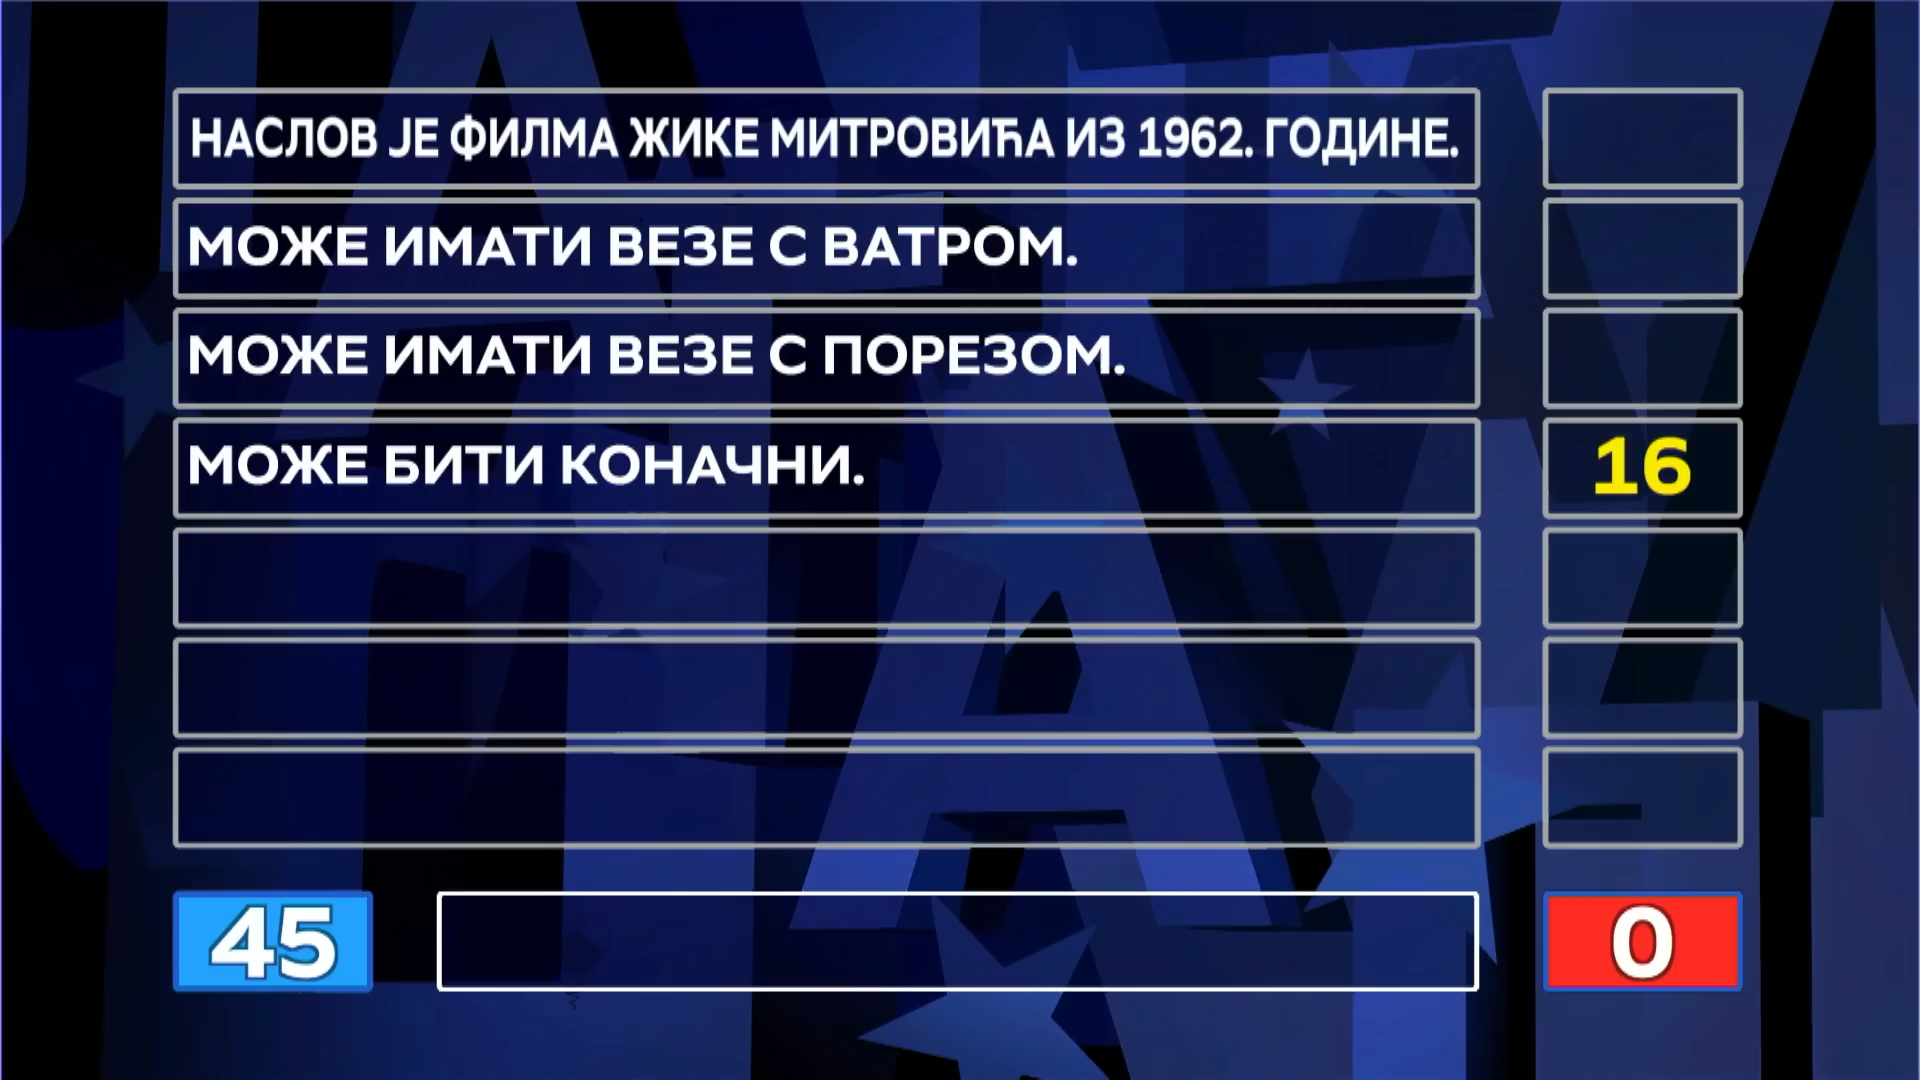 НАСЛОВ ЈЕ ФИЛМА ЖИКЕ МИТРОВИЋА ИЗ 1962. ГОДИНЕ.
МОЖЕ ИМАТИ ВЕЗЕ С ВАТРОМ.
МОЖЕ ИМАТИ ВЕЗЕ С ПОРЕЗОМ.
МОЖЕ БИТИ КОНАЧНИ.
16
45
0